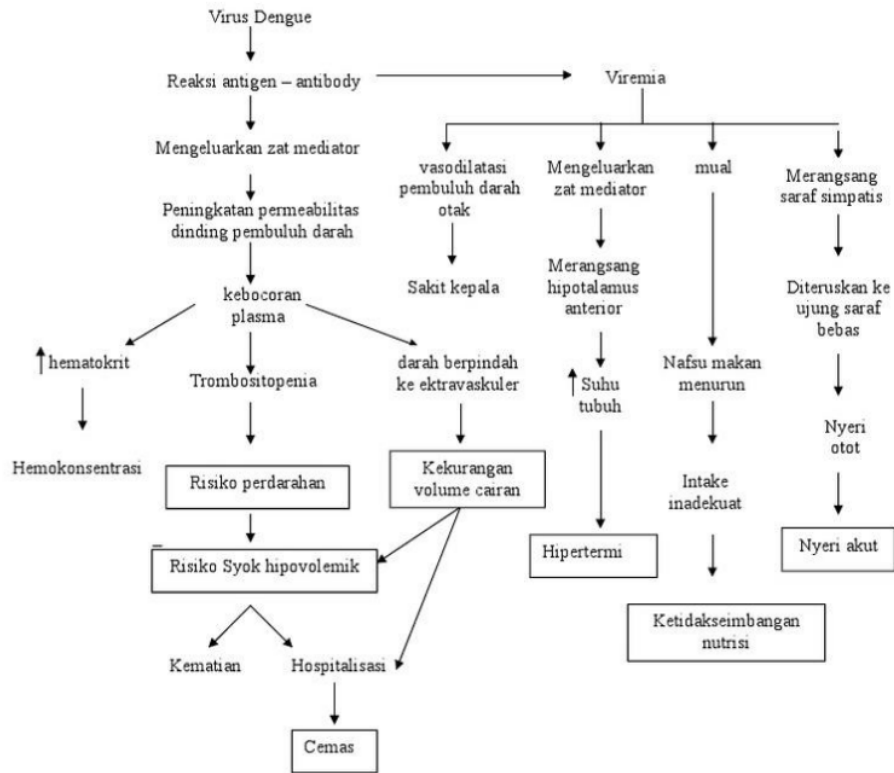 Virus Dengue
Reaksi antigen – antibody
Viremia
Mengeluarkan zat mediator
Peningkatan permeabilitas
dinding pembuluh darah
kebocoran
plasma
hematokrit
Hemokonsentrasi
Trombositopenia
Risiko perdarahan
darah berpindah
ke ektravaskuler
Kekurangan
volume cairan
Risiko Syok hipovolemik
Kematian
Hospitalisasi
Cemas
vasodilatasi
pembuluh darah
otak
Sakit kepala
Mengeluarkan
zat mediator
Merangsang
hipotalamus
anterior
Suhu
tubuh
Hipertermi
mual
Nafsu makan
menurun
Intake
inadekuat
Ketidakseimbangan
nutrisi
Merangsang
saraf simpatis
Diteruskan ke
ujung saraf
bebas
Nyeri
otot
Nyeri akut